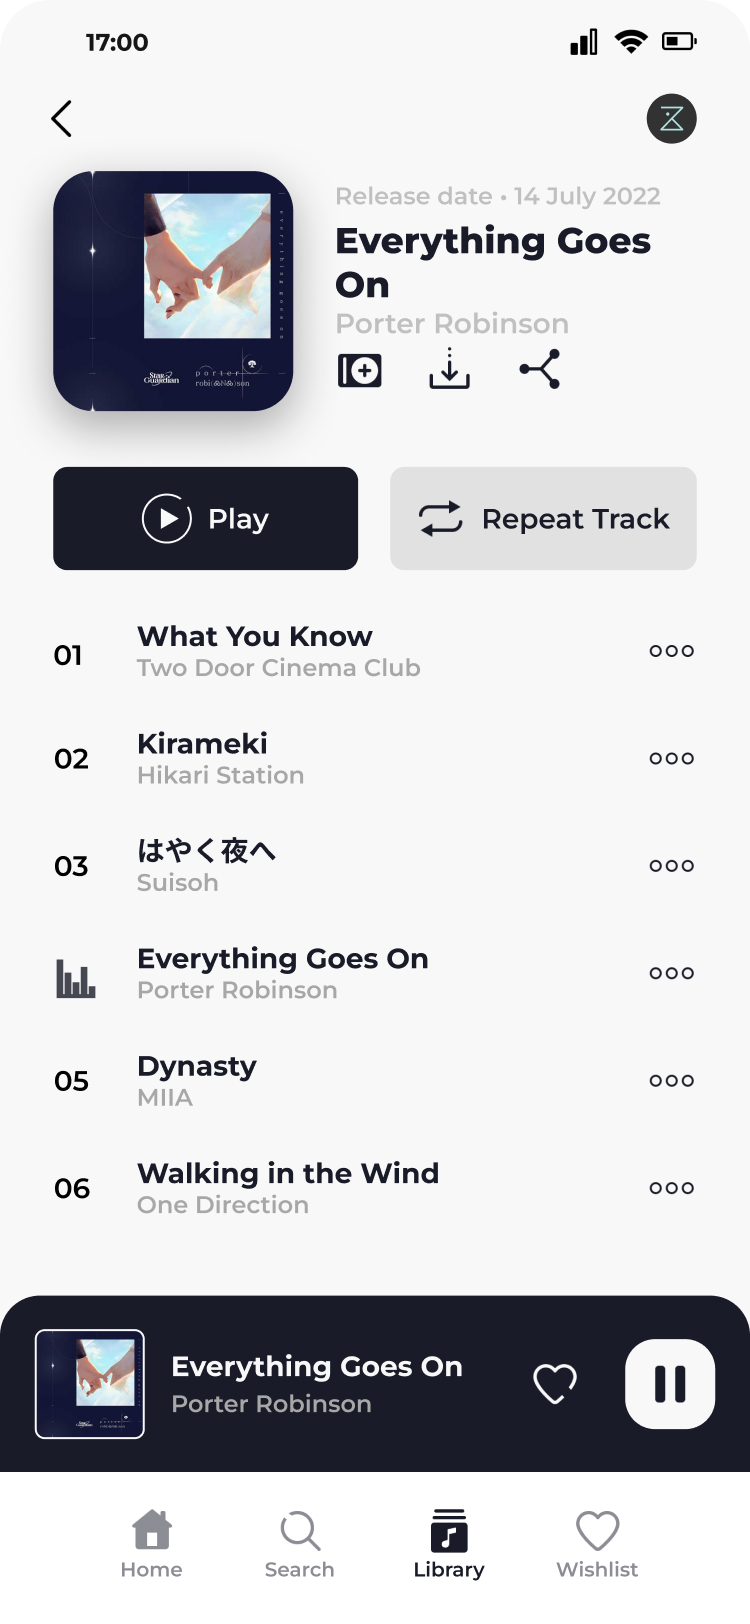 17:00
Release date • 14 July 2022
Everything Goes
On
Porter Robinson
everything goes on
Star
Guardian
porter
Play
Repeat Track
01
What You Know
Two Door Cinema Club
02
Kirameki
Hikari Station
03
はやく夜へ
Suisoh
Everything Goes On
Porter Robinson
05
Dynasty
MIIA
06
Walking in the Wind
One Direction
Everything Goes On
Porter Robinson
Home
Search
Library
Wishlist